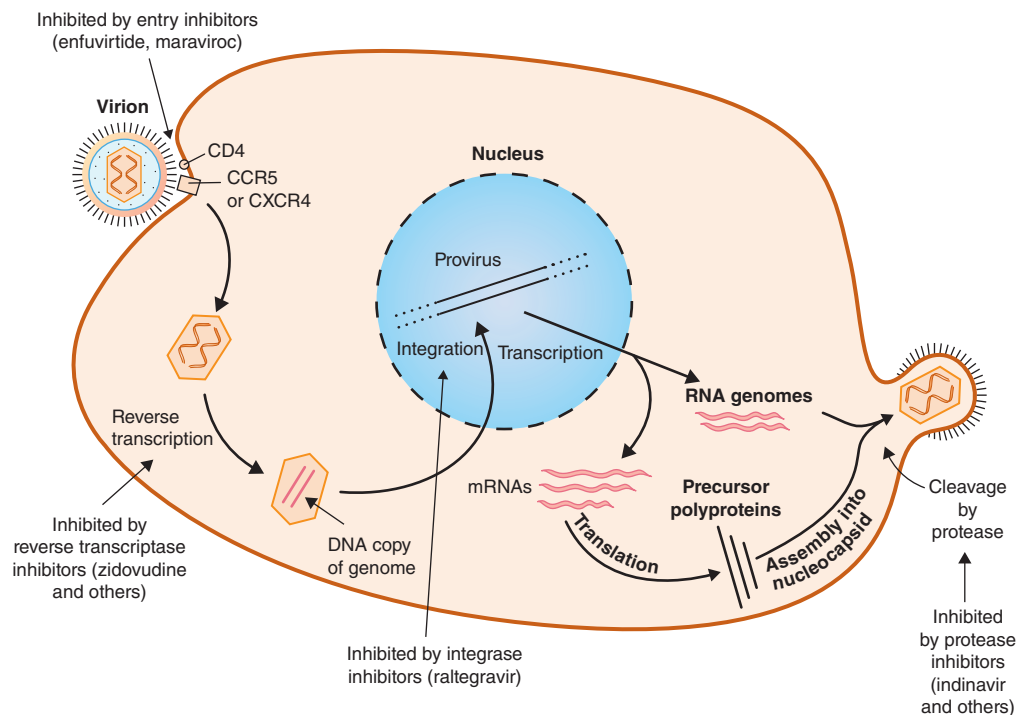 Inhibited by entry inhibitors
(enfuvirtide, maraviroc)
Virion
CD4
CCR5
or CXCR4
Nucleus
Provirus
Integration
Transcription
RNA genomes
Reverse
transcription
mRNAs
Precursor
polyproteins
Translation
Assembly into
nucleocapsid
Cleavage
by
protease
DNA copy
of genome
Inhibited by
reverse transcriptase
inhibitors (zidovudine
and others)
Inhibited by integrase
inhibitors (raltegravir)
Inhibited
by protease
inhibitors
(indinavir
and others)